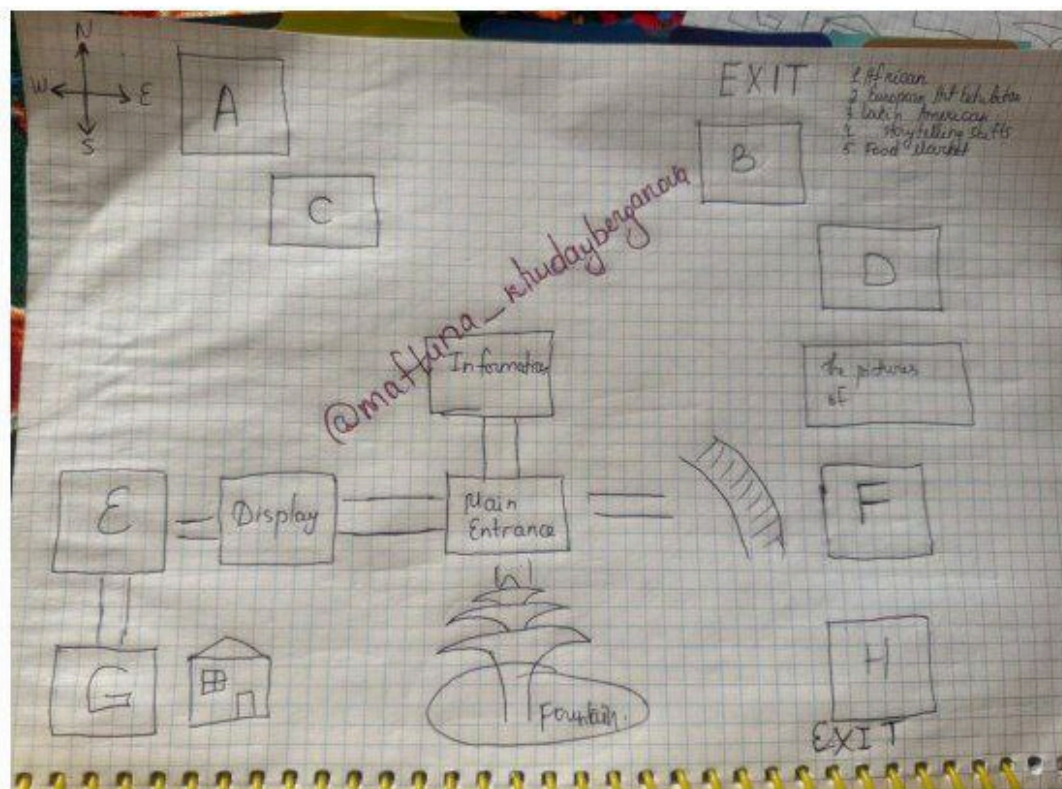 N
W E
S
A
EXIT
1 African
2 European Art Exhibition
3 Latin American
4 storytelling
5 Food Market
B
C
@maftuna_khudayberganova
D
Information
the pictures
of
E
Display
Main
Entrance
F
G
Fountain.
H
EXIT